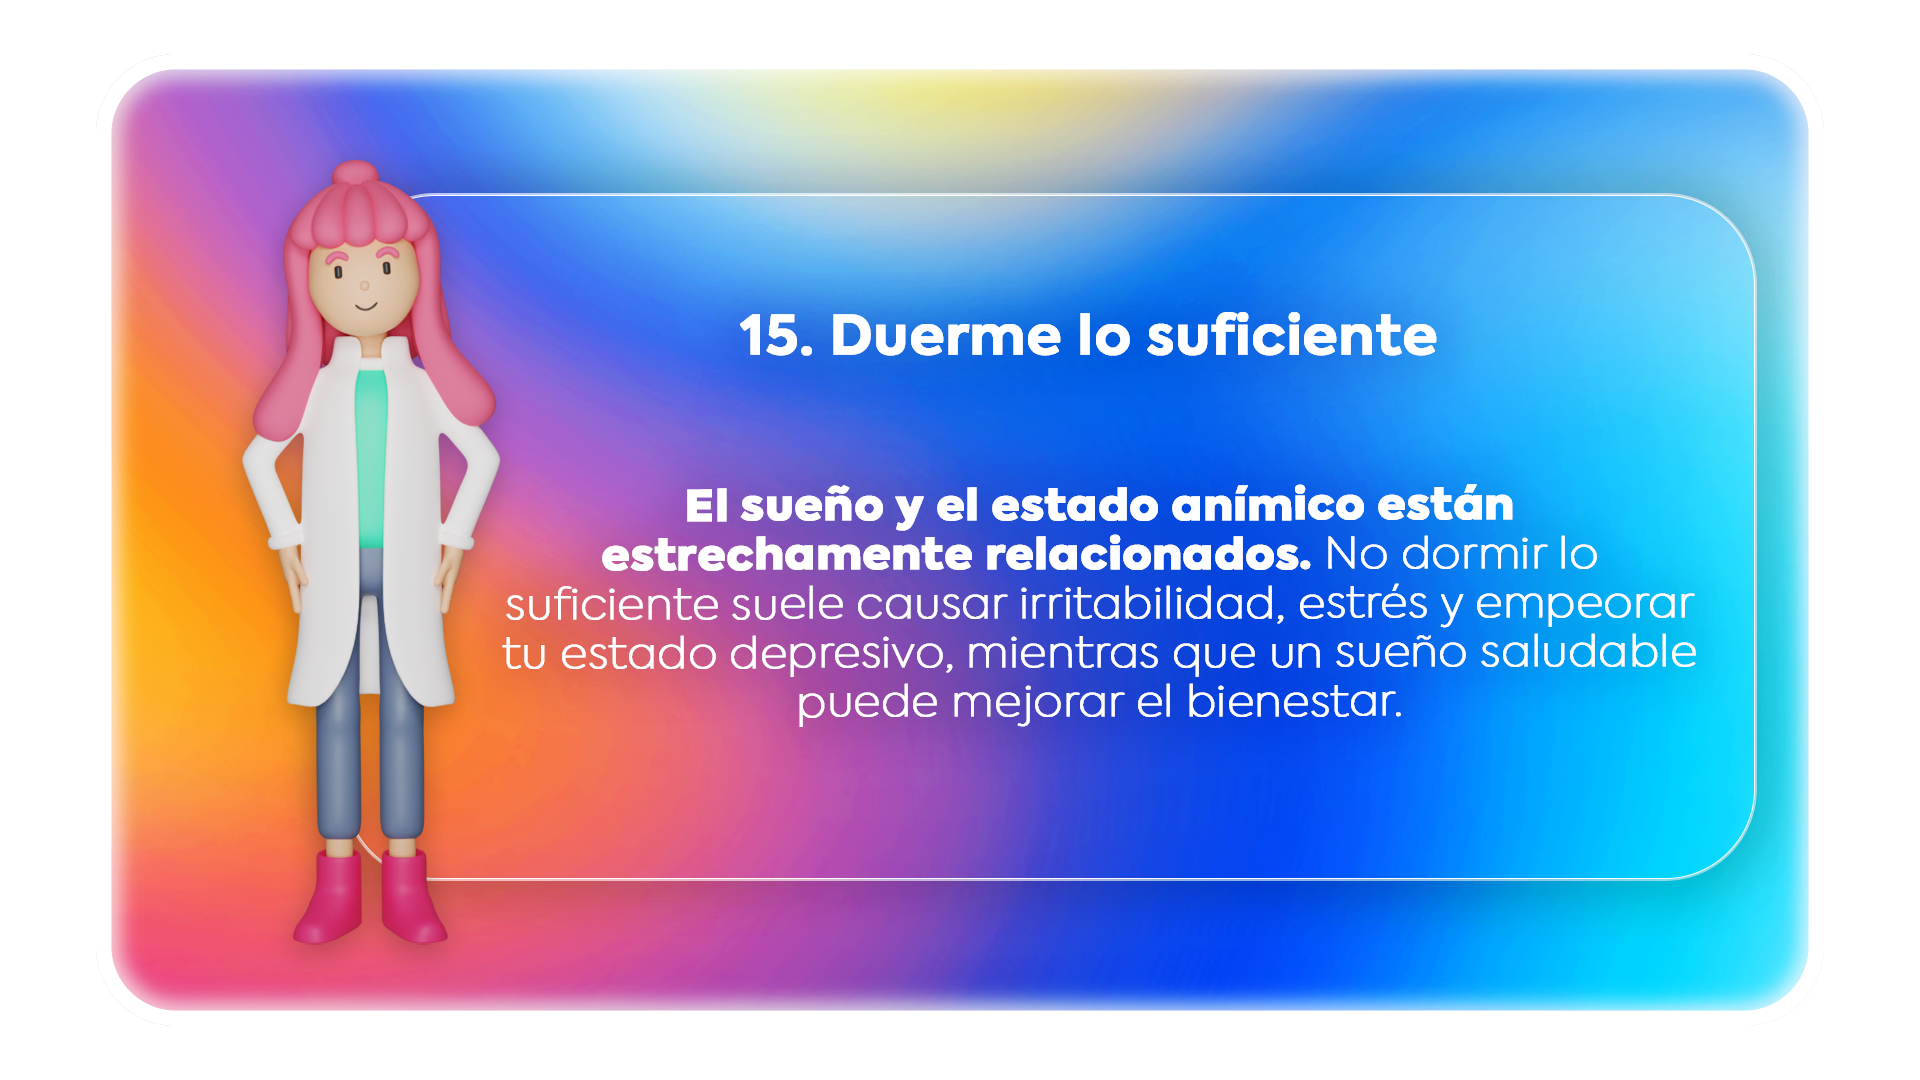 15. Duerme lo suficiente
El sueño y el estado anímico están
estrechamente relacionados. No dormir lo
suficiente suele causar irritabilidad, estrés y empeorar
tu estado depresivo, mientras que un sueño saludable
puede mejorar el bienestar.